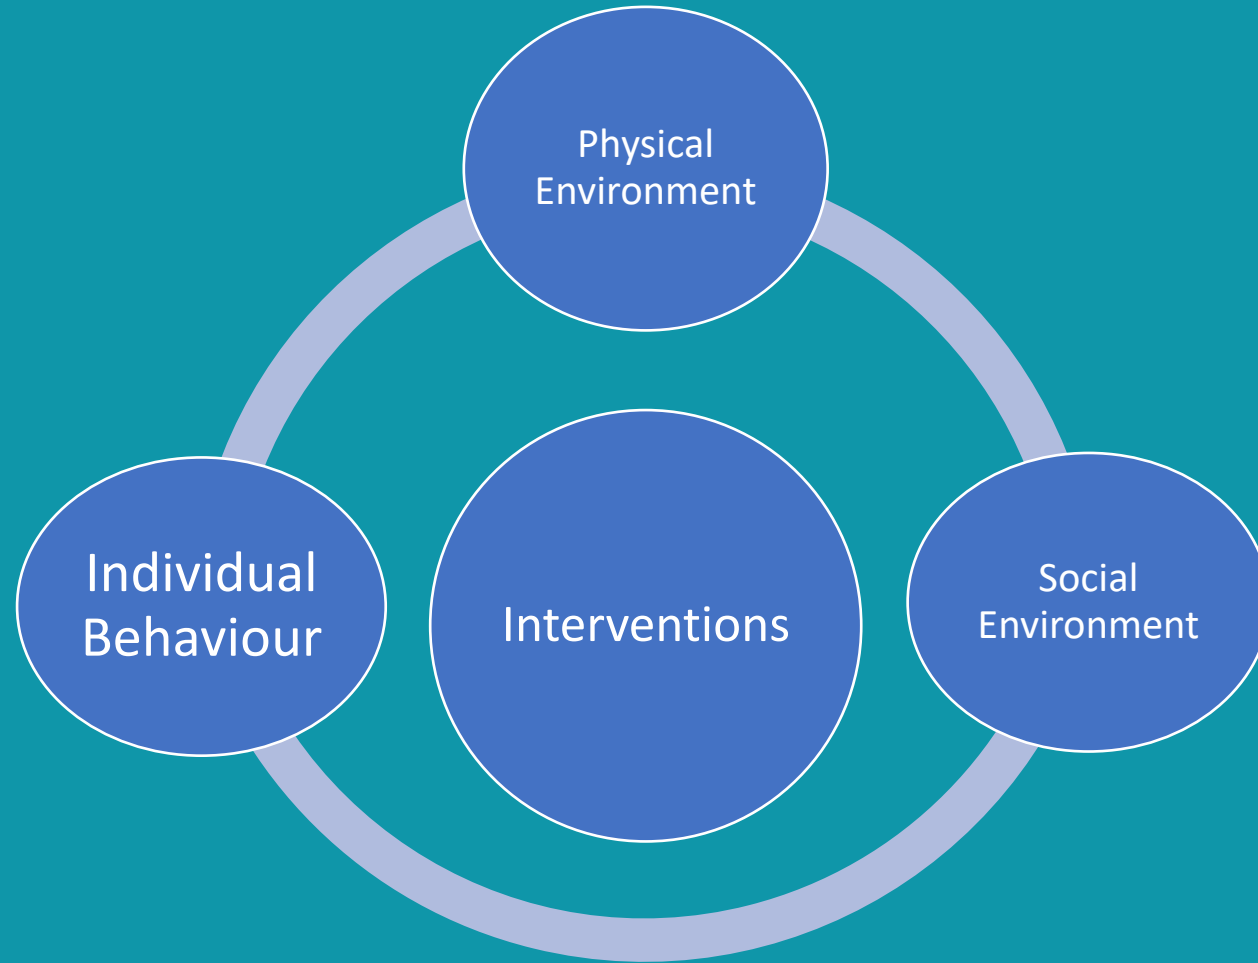 Physical
Environment
Individual
Behaviour
Interventions
Social
Environment